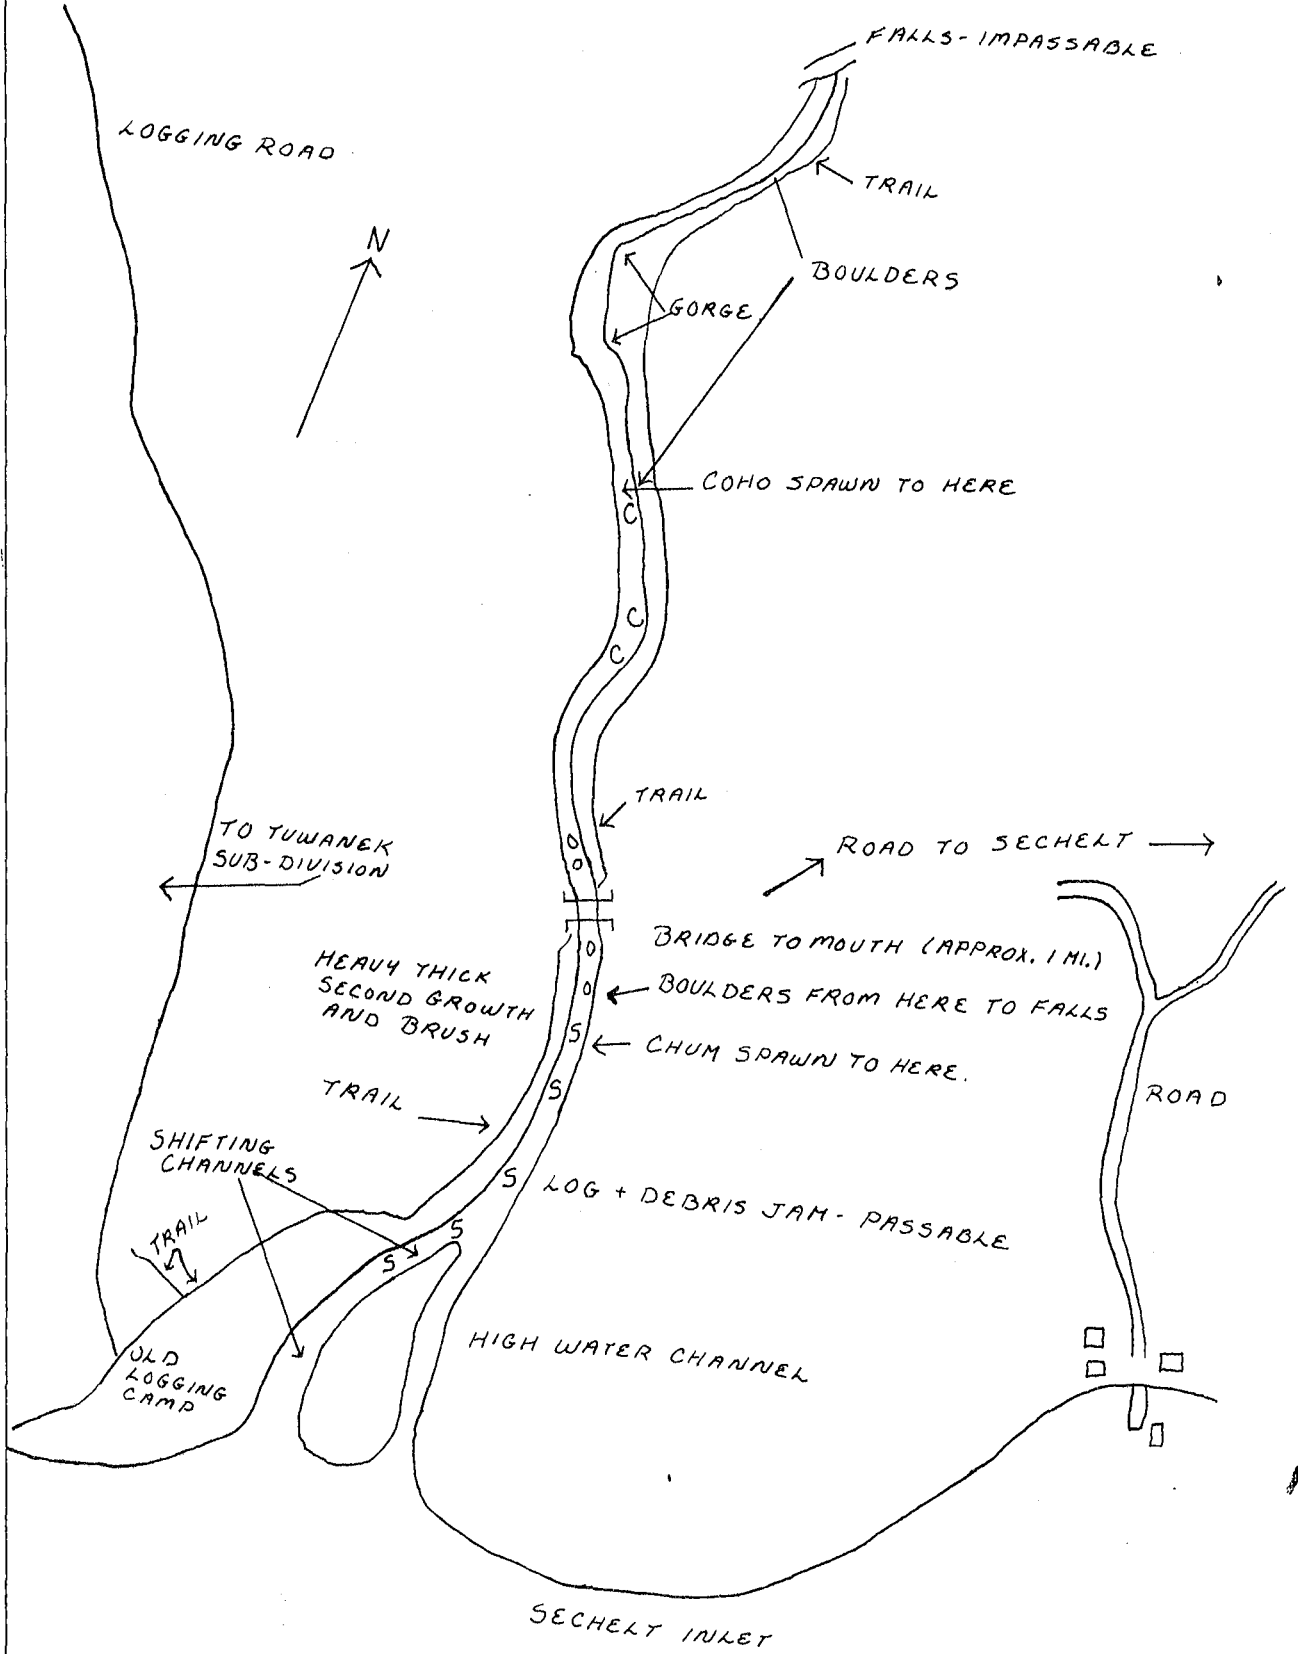 FALLS-IMPASSABLE
LOGGING ROAD
TRAIL
N
BOULDERS
GORGE
COHO SPAWN TO HERE
C
C
C
TRAIL
TO TUWANEK
SUB-DIVISION
ROAD TO SECHELT
BRIDGE TO MOUTH (APPROX. 1 MI.)
HEAVY THICK
SECOND GROWTH
AND BRUSH
BOULDERS FROM HERE TO FALLS
S
CHUM SPAWN TO HERE.
S
TRAIL
ROAD
SHIFTING
CHANNELS
S
LOG + DEBRIS JAM - PASSABLE
TRAIL
S
S
HIGH WATER CHANNEL
OLD
LOGGING
CAMP
SECHELT INLET